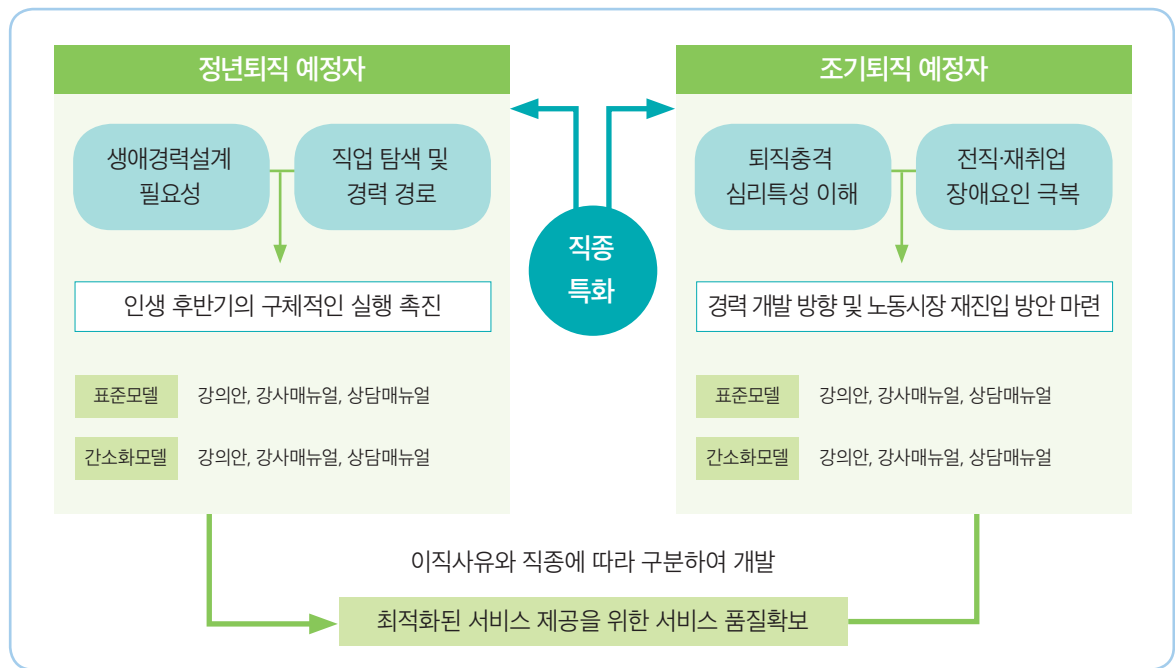 정년퇴직 예정자
생애경력설계
필요성
직업 탐색 및
경력 경로
인생 후반기의 구체적인 실행 촉진
표준모델 강의안, 강사매뉴얼, 상담매뉴얼
간소화모델 강의안, 강사매뉴얼, 상담매뉴얼
직종
특화
조기퇴직 예정자
퇴직충격
심리특성 이해
전직·재취업
장애요인 극복
경력 개발 방향 및 노동시장 재진입 방안 마련
표준모델 강의안, 강사매뉴얼, 상담매뉴얼
간소화모델 강의안, 강사매뉴얼, 상담매뉴얼
이직사유와 직종에 따라 구분하여 개발
최적화된 서비스 제공을 위한 서비스 품질확보